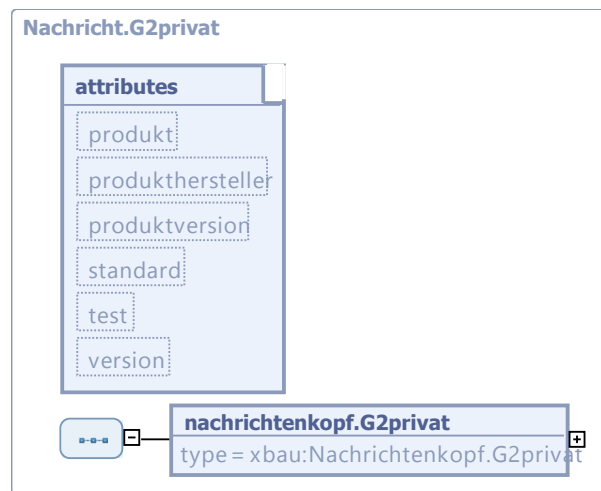 Nachricht.G2privat
attributes
produkt
produkthersteller
produktversion
standard
test
version
nachrichtenkopf.G2privat
type = xbau:Nachrichtenkopf.G2privat